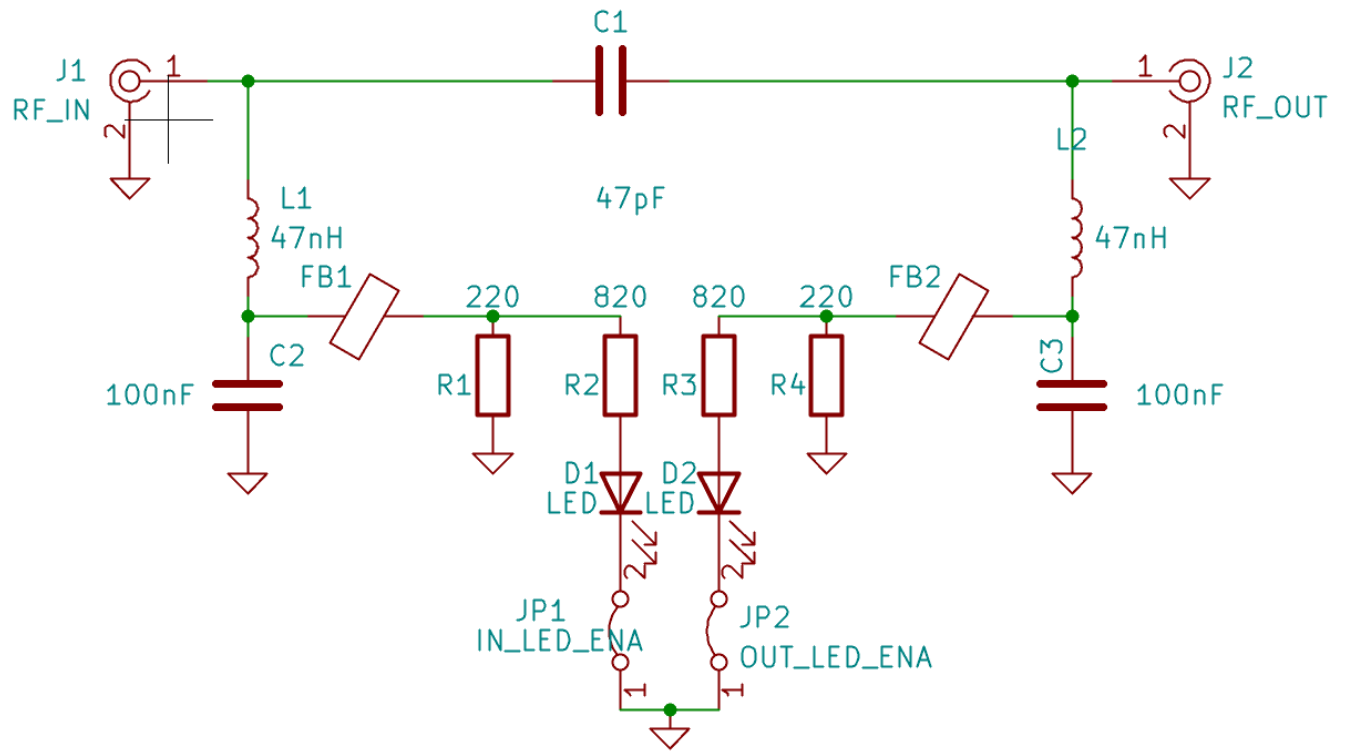 C1
J1
1
1
J2
RF_IN
RF_OUT
2
2
L2
L1
47pF
47nH
47nH
FB1
FB2
220
820
820
220
C2
C3
100nF
R1
R2
R3
R4
100nF
D1
D2
LED
LED
2
2
JP1
JP2
IN_LED_ENA
OUT_LED_ENA
1
1